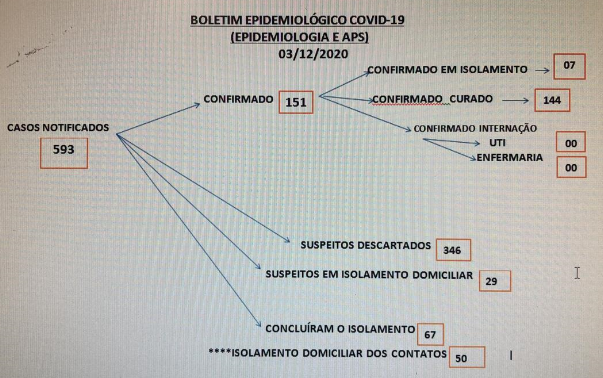 BOLETIM EPIDEMIOLÓGICO COVID-19
(EPIDEMIOLOGIA E APS)
03/12/2020
CONFIRMADO EM ISOLAMENTO 07
CONFIRMADO 151
CONFIRMADO CURADO 144
CASOS NOTIFICADOS
593
CONFIRMADO INTERNAÇÃO
UTI 00
ENFERMARIA 00
SUSPEITOS DESCARTADOS 346
SUSPEITOS EM ISOLAMENTO DOMICILIAR 29
CONCLUÍRAM O ISOLAMENTO 67
****ISOLAMENTO DOMICILIAR DOS CONTATOS 50